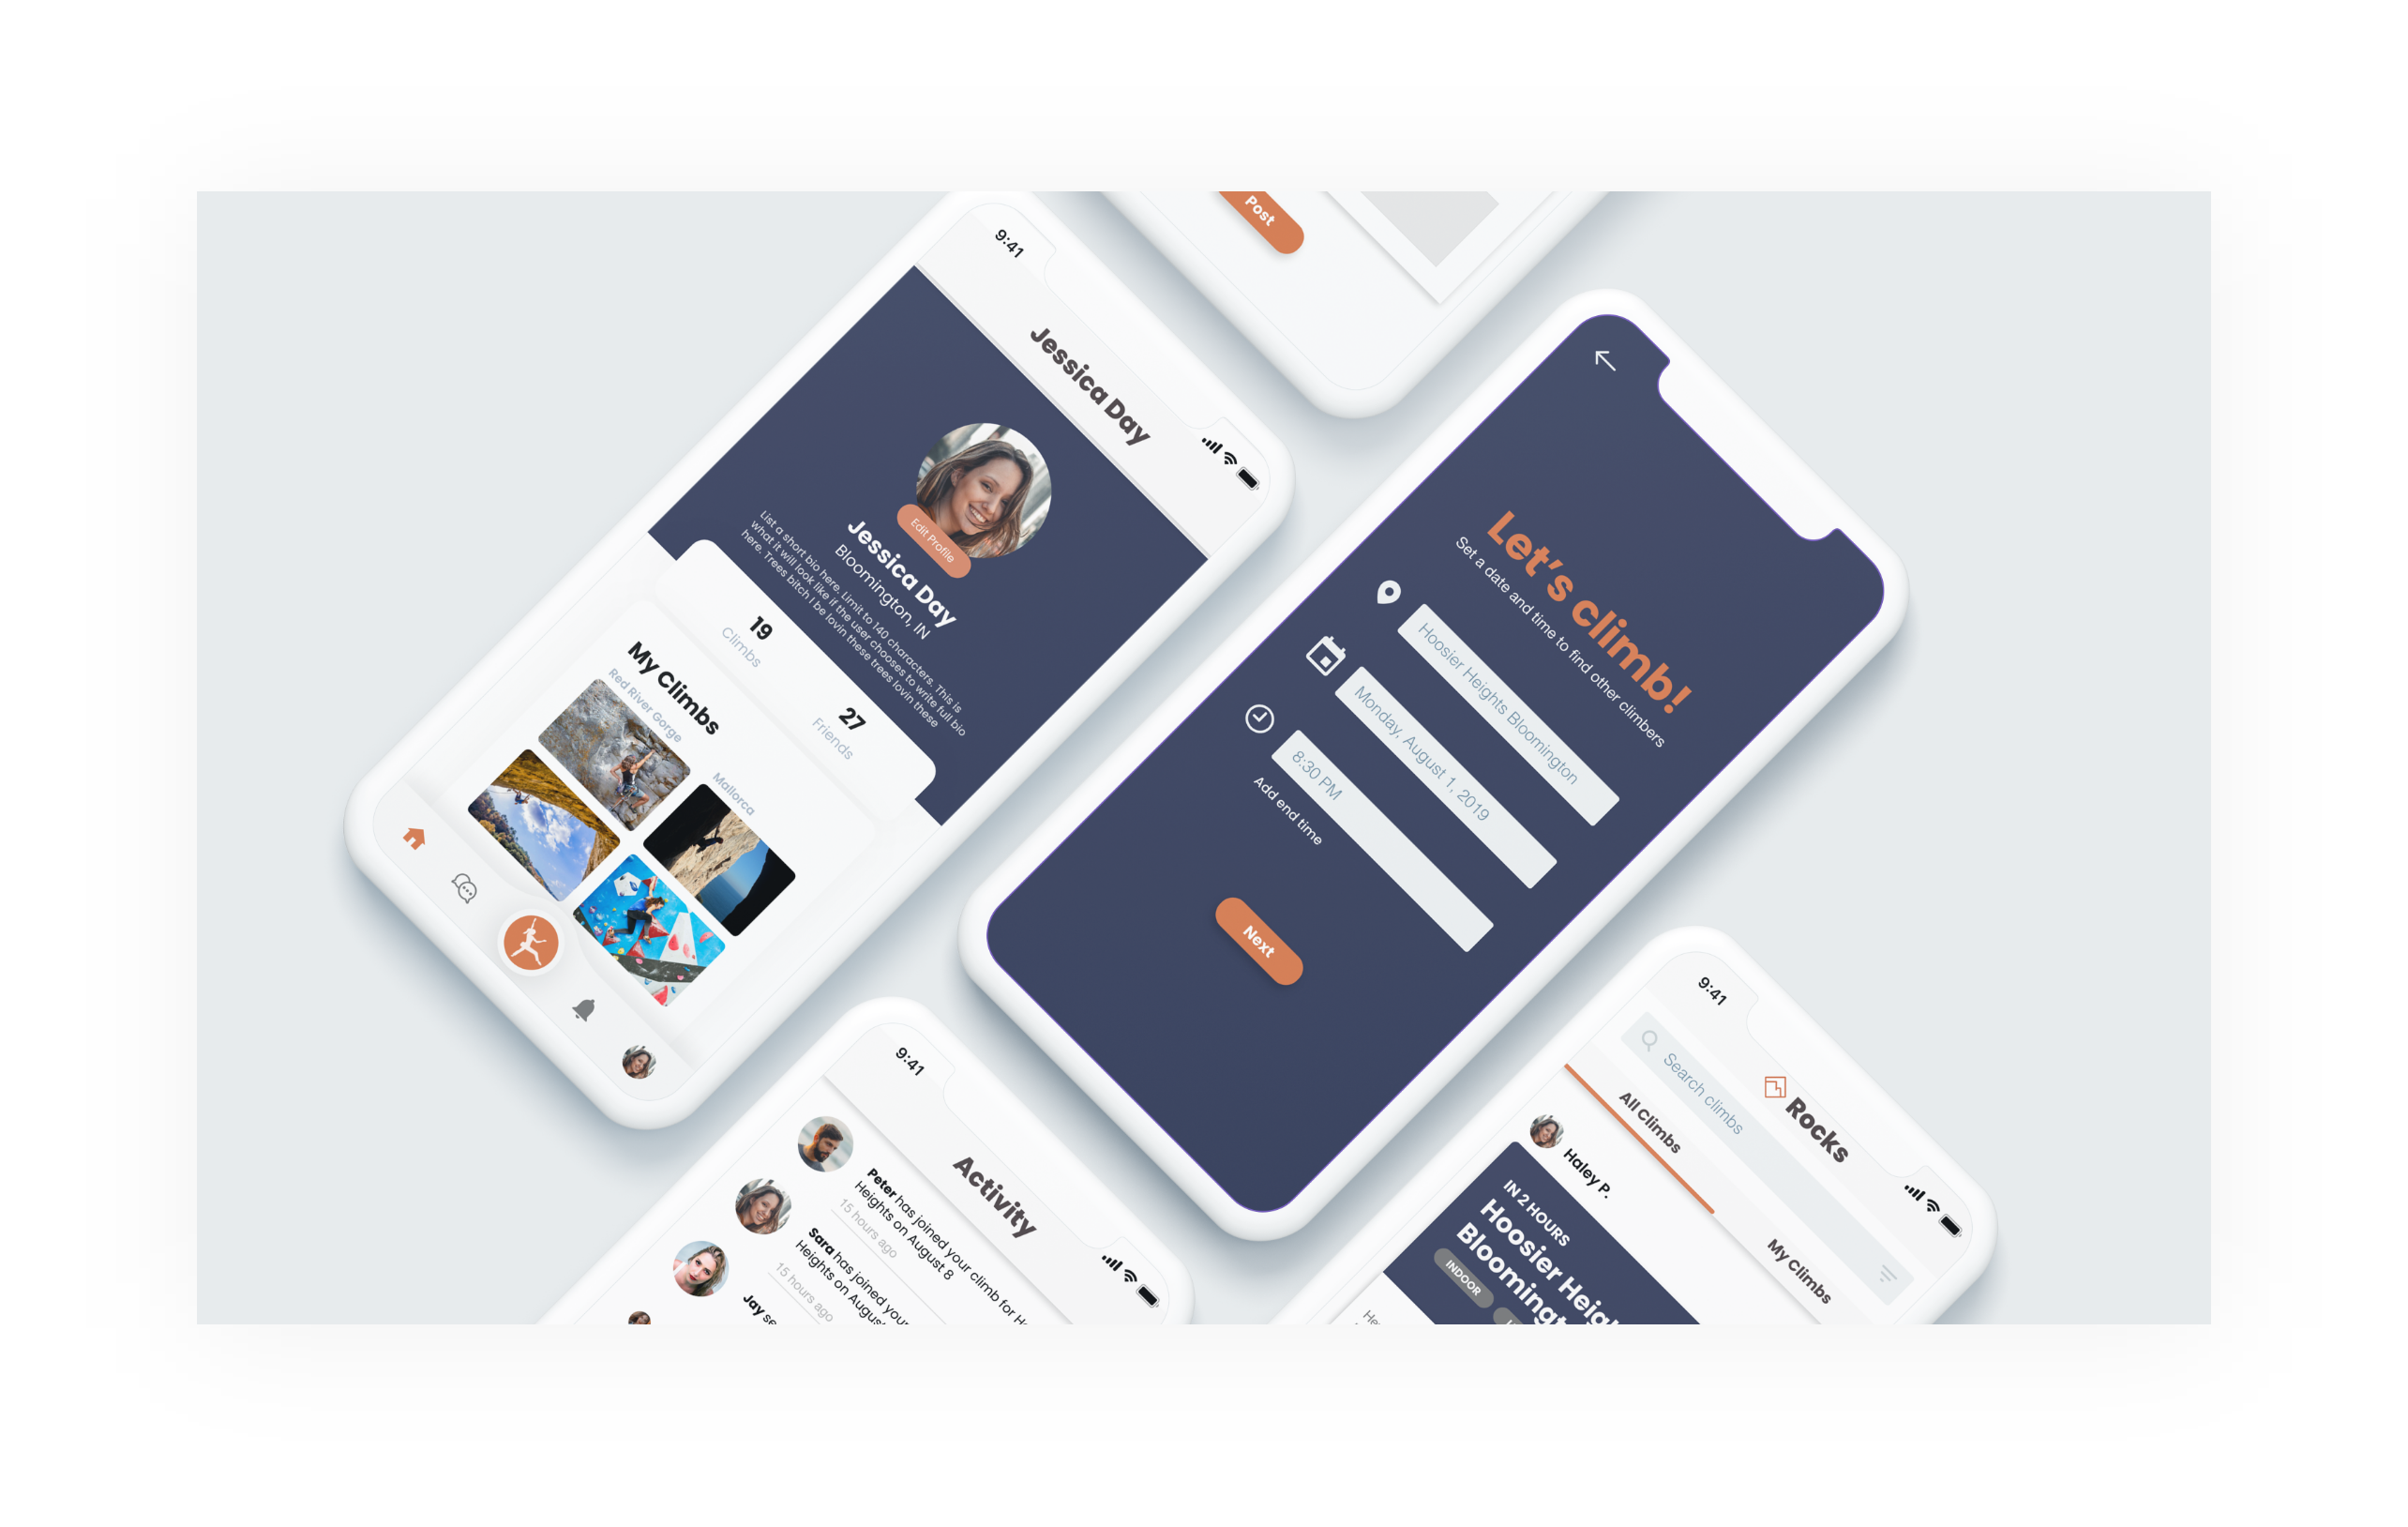 Post
9:41
Jessica Day
Edit Profile
Jessica Day
Bloomington, IN
List a short bio here. Limit to 140 characters. This is
what it will look like if the user chooses to write full bio
here. Trees bitch I be lovin these trees lovin these
19
Climbs
27
Friends
My Climbs
Red River Gorge
Mallorca
Let's climb!
Set a date and time to find other climbers
Hoosier Heights Bloomington
Monday, August 1, 2019
8:30 PM
Add end time
Next
9:41
Activity
Peter has joined your climb for H
Heights on August 8
15 hours ago
Sara has joined your
Heights on Augus
15 hours ago
Jay se
9:41
Rocks
Search climbs
All Climbs
My Climbs
Haley P.
IN 2 HOURS
Hoosier Heig
Bloomingt
INDOOR